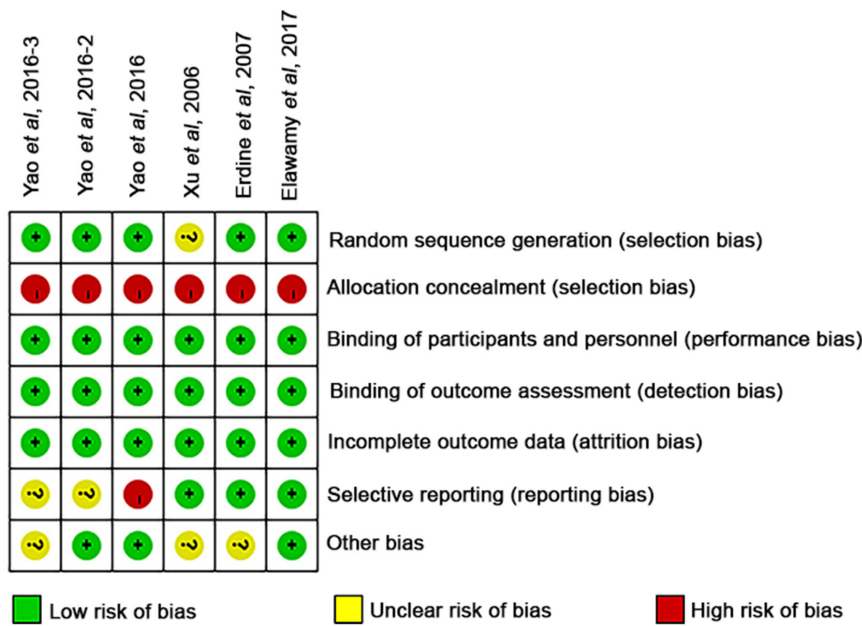 Yao et al, 2016-3
Yao et al, 2016-2
Yao et al, 2016
Xu et al, 2006
Erdine et al, 2007
Elawamy et al, 2017
+ + + ? + + Random sequence generation (selection bias)
- - - - - - Allocation concealment (selection bias)
+ + + + + + Binding of participants and personnel (performance bias)
+ + + + + + Binding of outcome assessment (detection bias)
+ + + + + + Incomplete outcome data (attrition bias)
? ? - + + + Selective reporting (reporting bias)
? + + ? ? + Other bias
Low risk of bias Unclear risk of bias High risk of bias